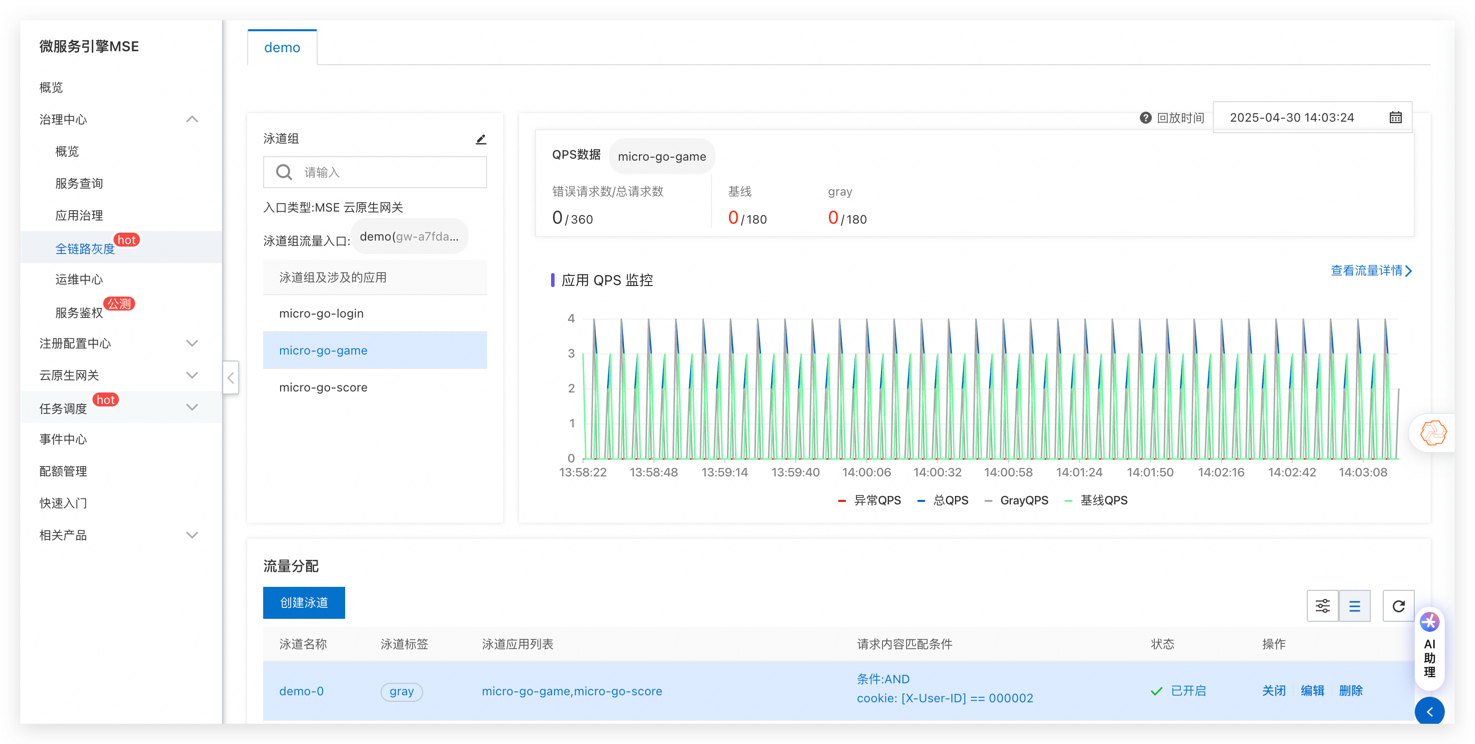 微服务引擎MSE
概览
治理中心
概览
服务查询
应用治理
全链路灰度 hot
运维中心
服务鉴权 公测
注册配置中心
云原生网关
任务调度 hot
事件中心
配额管理
快速入门
相关产品
demo
泳道组
请输入
入口类型:MSE 云原生网关
泳道组流量入口: demo(gw-a7fda...
泳道组及涉及的应用
micro-go-login
micro-go-game
micro-go-score
回放时间 2025-04-30 14:03:24
QPS数据 micro-go-game
错误请求数/总请求数 基线 gray
0/360 0/180 0/180
应用 QPS 监控
查看流量详情
4
3
2
1
0
13:58:22 13:58:48 13:59:14 13:59:40 14:00:06 14:00:32 14:00:58 14:01:24 14:01:50 14:02:16 14:02:42 14:03:08
异常QPS 总QPS GrayQPS 基线QPS
流量分配
创建泳道
泳道名称 泳道标签 泳道应用列表 请求内容匹配条件 状态 操作
demo-0 gray micro-go-game,micro-go-score 条件:AND
cookie: [X-User-ID] == 000002
已开启 关闭 编辑 删除
AI
助
理